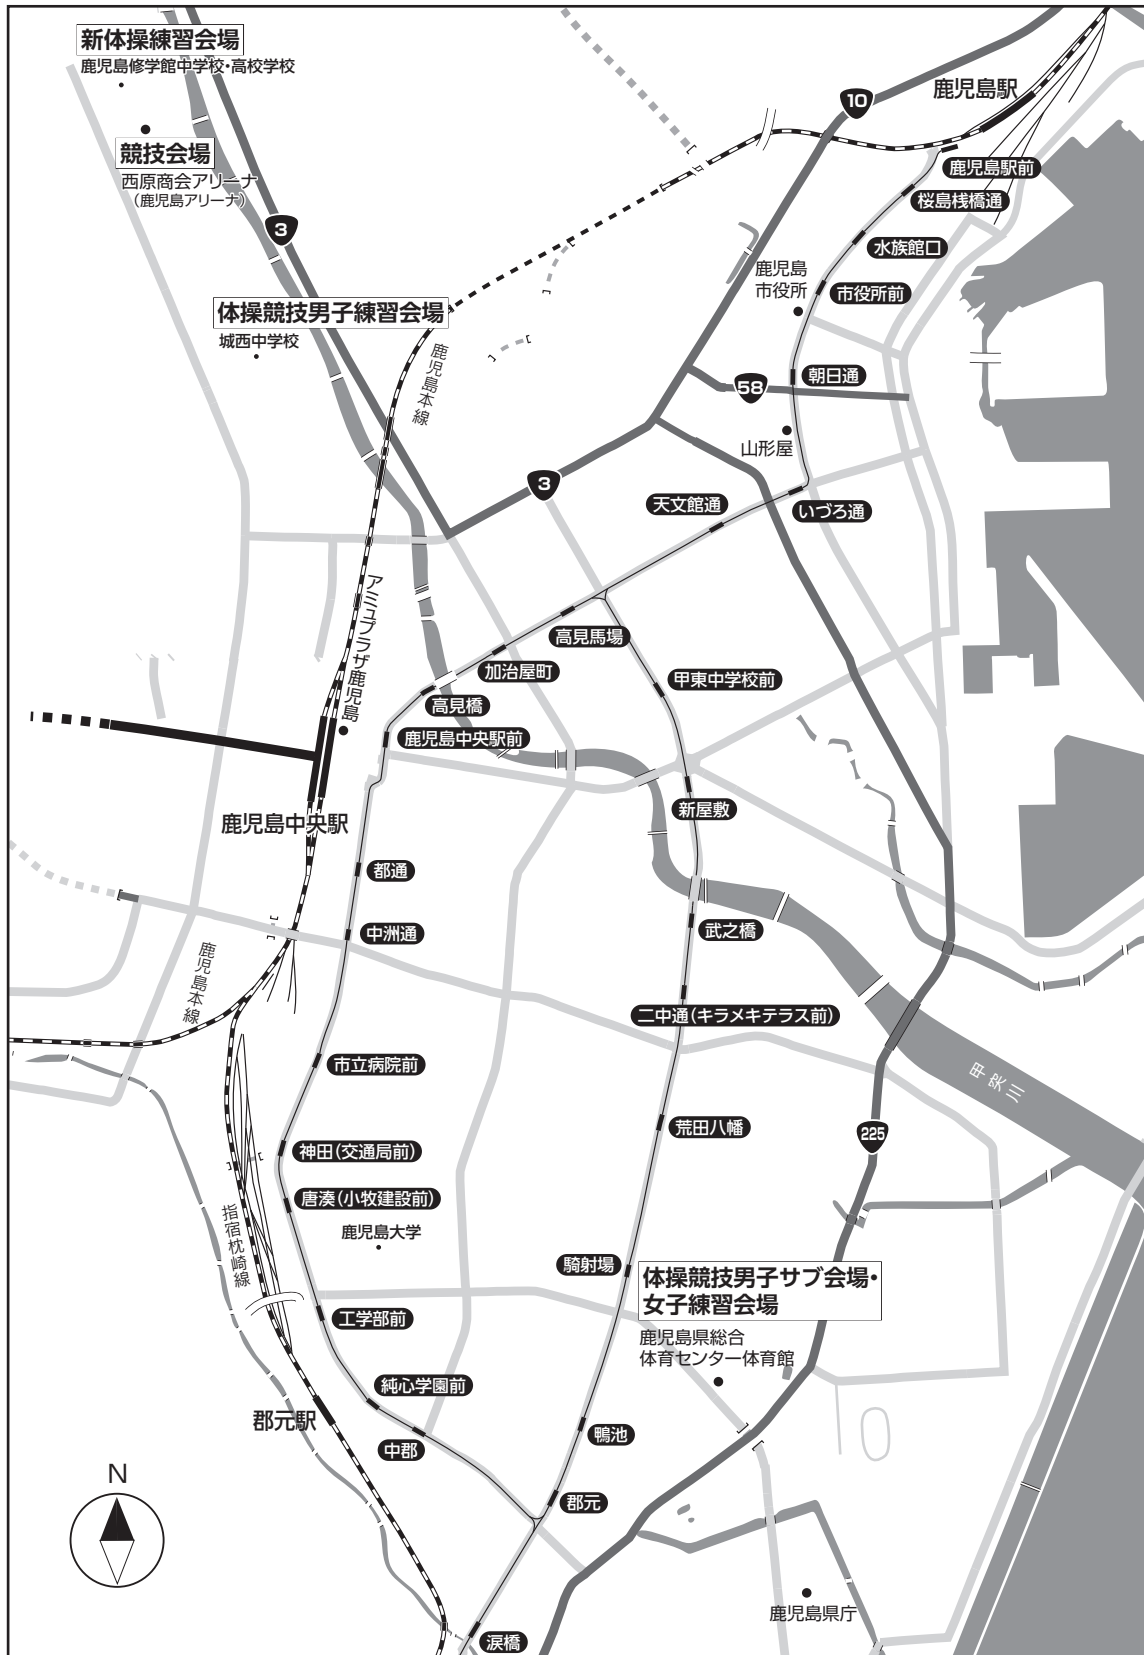 新体操練習会場
鹿児島修学館中学校・高校学校
競技会場
西原商会アリーナ
（鹿児島アリーナ）
3
10
鹿児島駅
鹿児島駅前
桜島桟橋通
水族館口
鹿児島
市役所
市役所前
体操競技男子練習会場
城西中学校
鹿児島本線
58
朝日通
山形屋
3
天文館通
いづろ通
アミュプラザ鹿児島
高見馬場
加治屋町
甲東中学校前
高見橋
鹿児島中央駅前
新屋敷
鹿児島中央駅
都通
中洲通
武之橋
鹿児島本線
二中通（キラメキテラス前）
市立病院前
甲突川
荒田八幡
225
神田（交通局前）
唐湊（小牧建設前）
鹿児島大学
指宿枕崎線
騎射場
体操競技男子サブ会場・
女子練習会場
鹿児島県総合
体育センター体育館
工学部前
純心学園前
郡元駅
中郡
鴨池
郡元
N
鹿児島県庁
涙橋